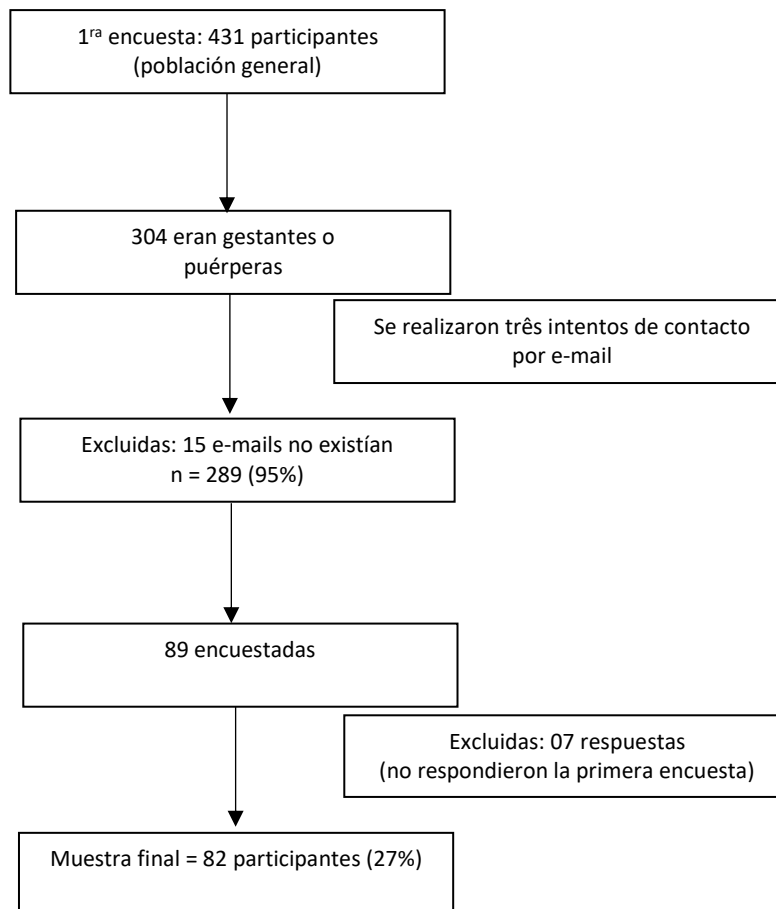 1ra encuesta: 431 participantes
(población general)
304 eran gestantes o
puérperas
Se realizaron três intentos de contacto
por e-mail
Excluidas: 15 e-mails no existían
n = 289 (95%)
89 encuestadas
Excluidas: 07 respuestas
(no respondieron la primera encuesta)
Muestra final = 82 participantes (27%)